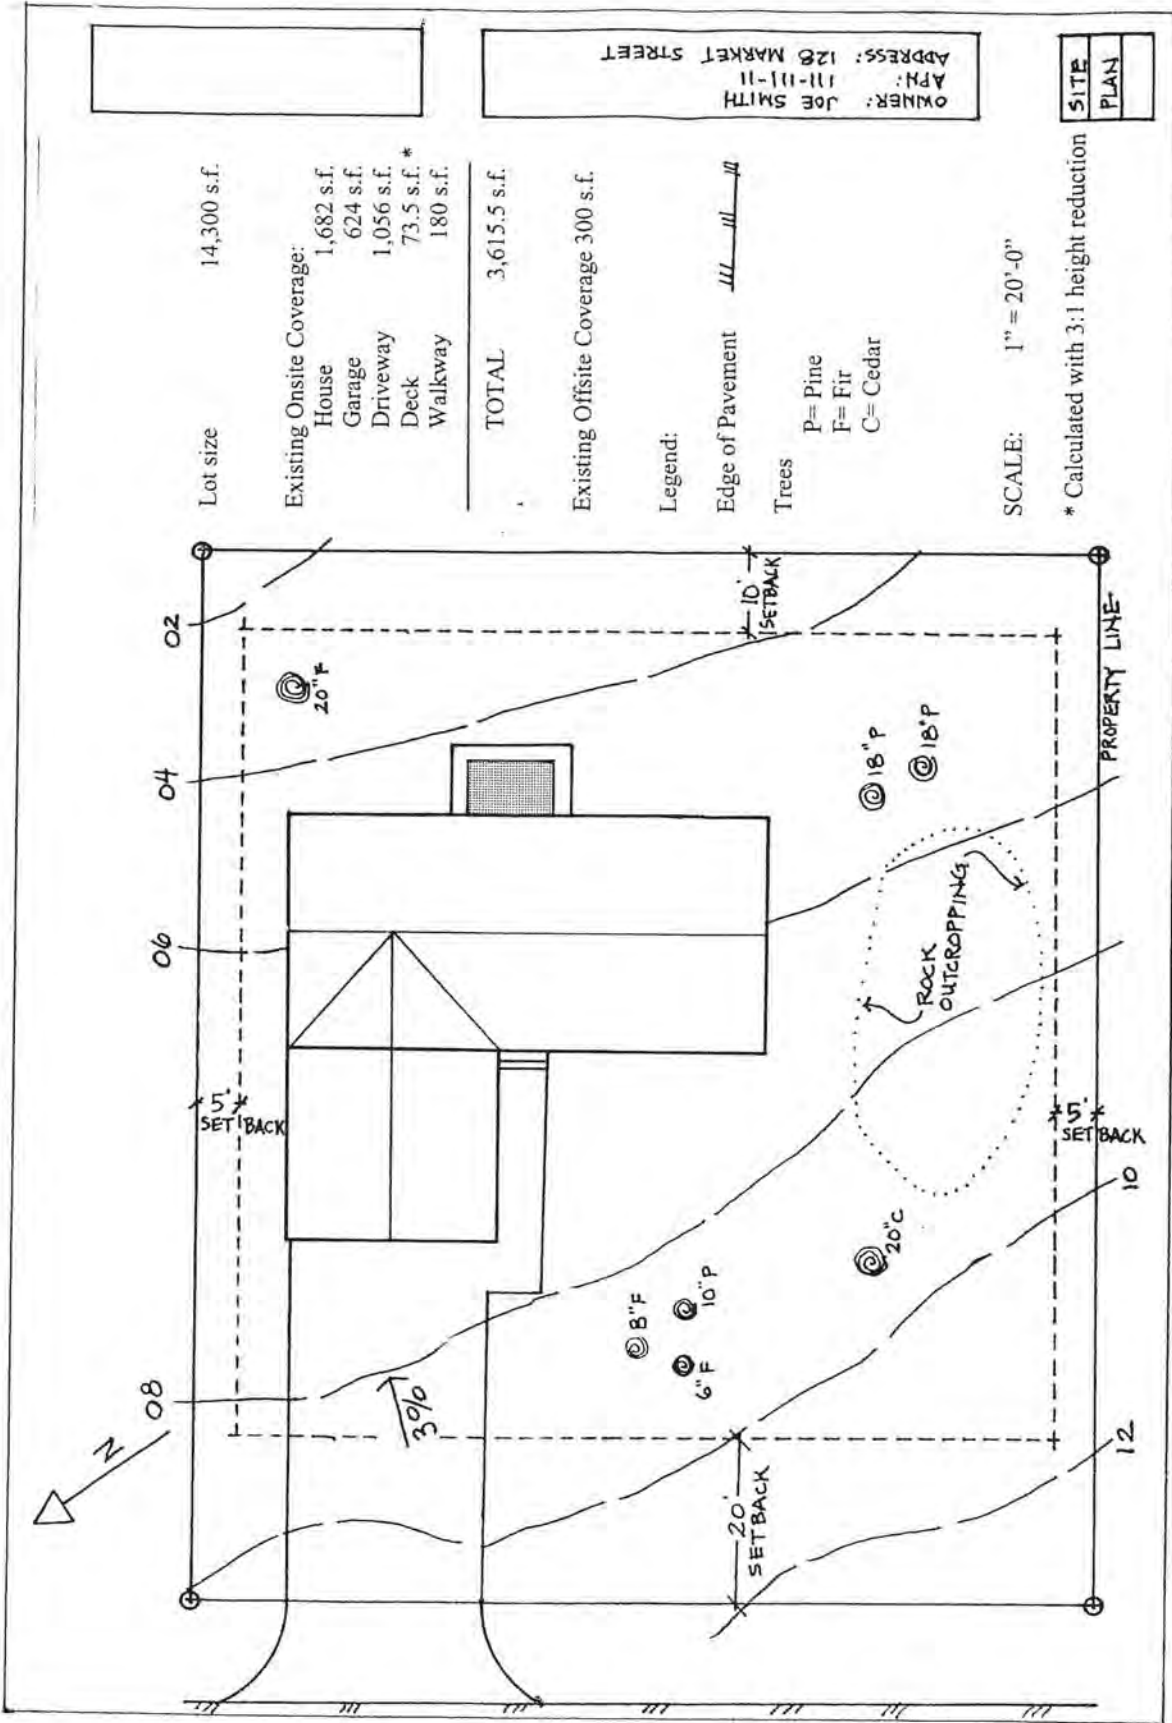 OWNER: JOE SMITH
APN: 111-111-11
ADDRESS: 128 MARKET STREET
SITE
PLAN
Lot size 14,300 s.f.
Existing Onsite Coverage:
House 1,682 s.f.
Garage 624 s.f.
Driveway 1,056 s.f.
Deck 73.5 s.f. *
Walkway 180 s.f.
TOTAL 3,615.5 s.f.
Existing Offsite Coverage 300 s.f.
Legend:
Edge of Pavement
Trees
P= Pine
F= Fir
C= Cedar
SCALE: 1" = 20'-0"
* Calculated with 3:1 height reduction
02
04
06
08
10
12
N
20"F
10'
SETBACK
18"P
18"P
PROPERTY LINE
ROCK
OUTCROPPING
5'
SETBACK
5'
SETBACK
20"C
8"F
10"P
6"F
3%
20'
SETBACK